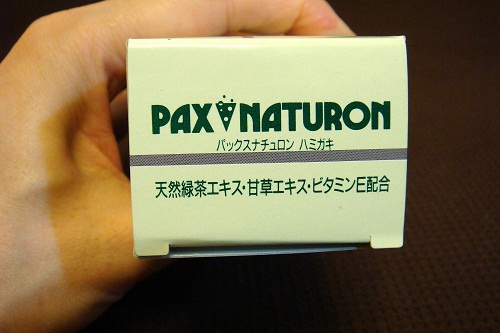 PAX NATURON
パックスナチュロン ハミガキ
天然緑茶エキス・甘草エキス・ビタミンE配合